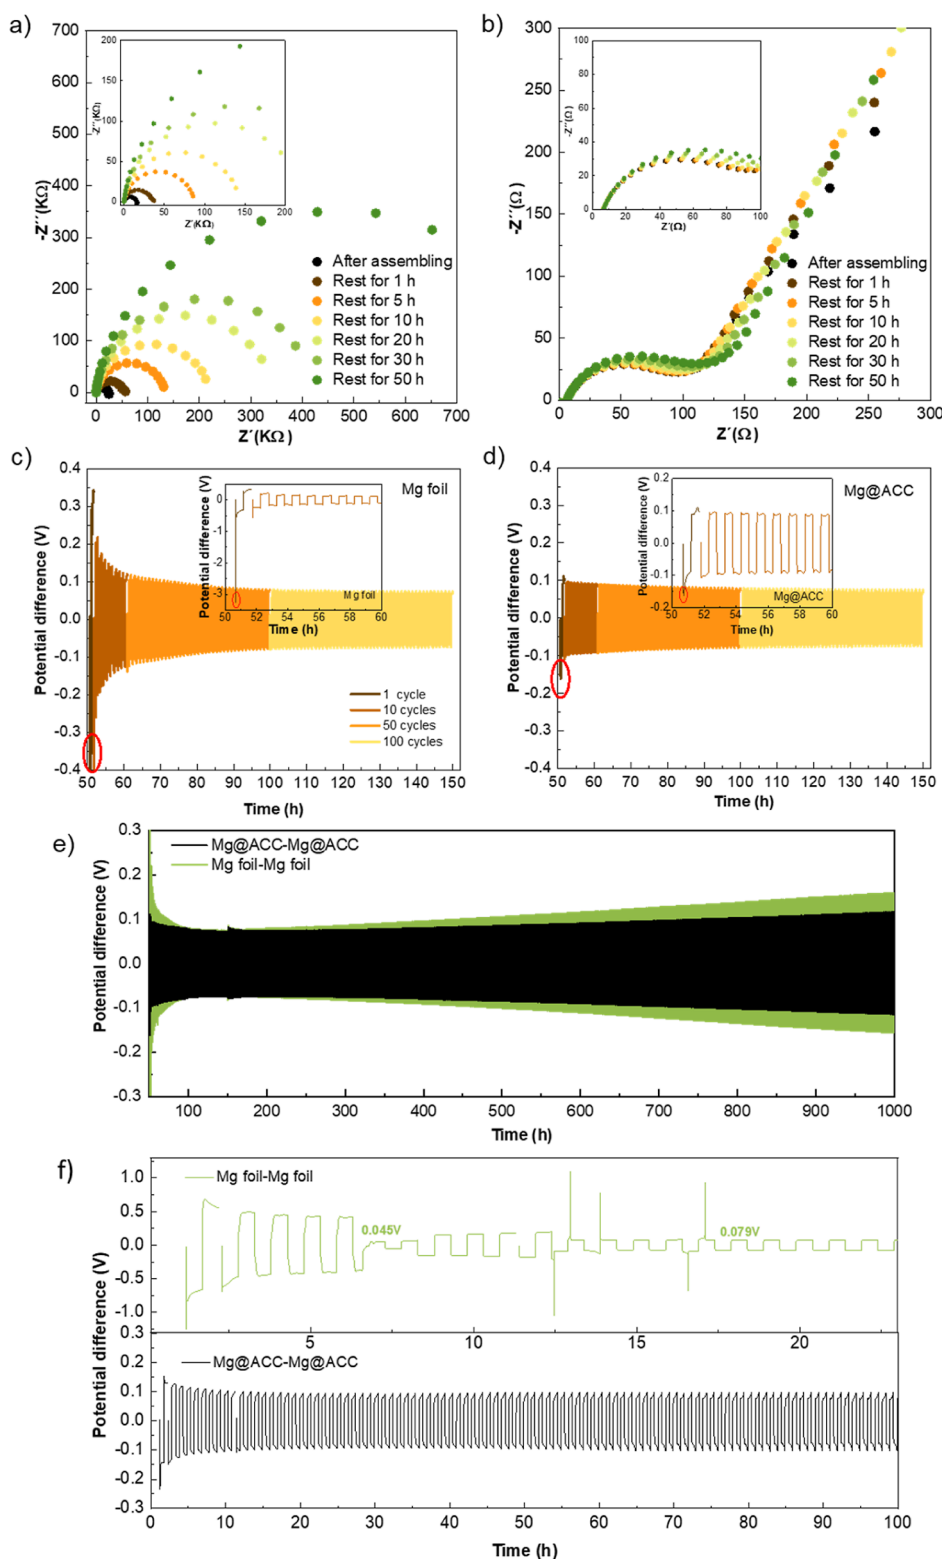 a)
700
600
500
400
300
200
100
0
-Z´´(KΩ)
0 100 200 300 400 500 600 700
Z´(KΩ)
200
150
100
50
0
-Z´´(KΩ)
0 50 100 150 200
Z´(KΩ)
After assembling
Rest for 1 h
Rest for 5 h
Rest for 10 h
Rest for 20 h
Rest for 30 h
Rest for 50 h
b)
300
250
200
150
100
50
0
-Z´´(Ω)
0 50 100 150 200 250 300
Z´(Ω)
100
80
60
40
20
0
-Z´´(Ω)
0 20 40 60 80 100
Z´(Ω)
After assembling
Rest for 1 h
Rest for 5 h
Rest for 10 h
Rest for 20 h
Rest for 30 h
Rest for 50 h
c)
0.4
0.3
0.2
0.1
0.0
-0.1
-0.2
-0.3
-0.4
Potential difference (V)
50 60 70 80 90 100 110 120 130 140 150
Time (h)
Mg foil
0
-1
-2
-3
Potential difference (V)
50 52 54 56 58 60
Time (h)
Mg foil
1 cycle
10 cycles
50 cycles
100 cycles
d)
0.4
0.3
0.2
0.1
0.0
-0.1
-0.2
-0.3
-0.4
Potential difference (V)
50 60 70 80 90 100 110 120 130 140 150
Time (h)
Mg@ACC
0.2
0.1
0.0
-0.1
-0.2
Potential difference (V)
50 52 54 56 58 60
Time (h)
Mg@ACC
e)
0.3
0.2
0.1
0.0
-0.1
-0.2
-0.3
Potential difference (V)
100 200 300 400 500 600 700 800 900 1000
Time (h)
Mg@ACC-Mg@ACC
Mg foil-Mg foil
f)
1.0
0.5
0.0
-0.5
-1.0
Mg foil-Mg foil
0.045V
0.079V
5 10 15 20
Potential difference (V)
0.3
0.2
0.1
0.0
-0.1
-0.2
-0.3
Mg@ACC-Mg@ACC
0 10 20 30 40 50 60 70 80 90 100
Time (h)